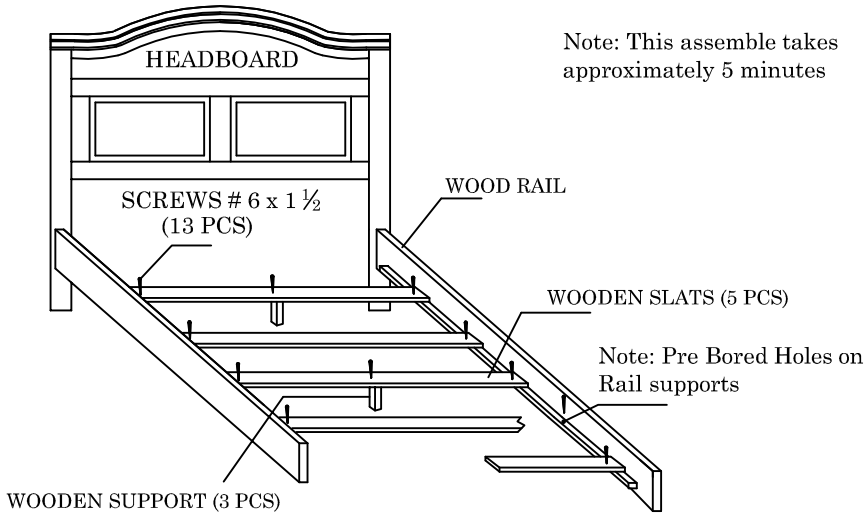 HEADBOARD
Note: This assemble takes
approximately 5 minutes
SCREWS # 6 x 1 ½
(13 PCS)
WOOD RAIL
WOODEN SLATS (5 PCS)
Note: Pre Bored Holes on
Rail supports
WOODEN SUPPORT (3 PCS)